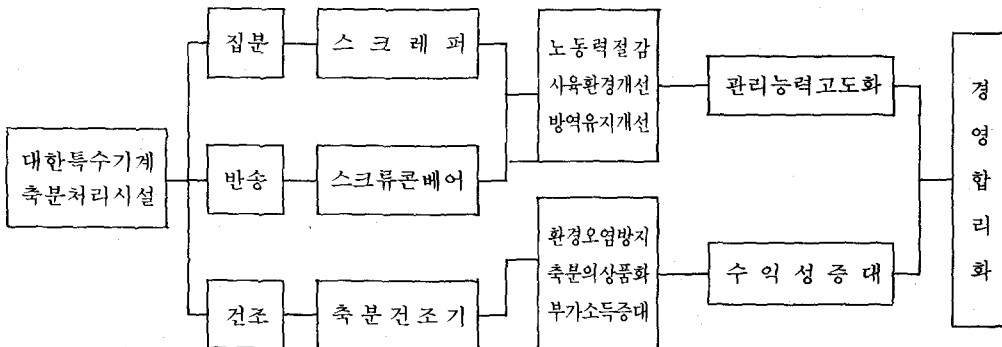 대한특수기계
축분처리시설
집분
스크레퍼
반송
스크류콘베어
건조
축분건조기
노동력절감
사육환경개선
방역유지개선
환경오염방지
축분의상품화
부가소득증대
관리능력고도화
수익성증대
경영합리화